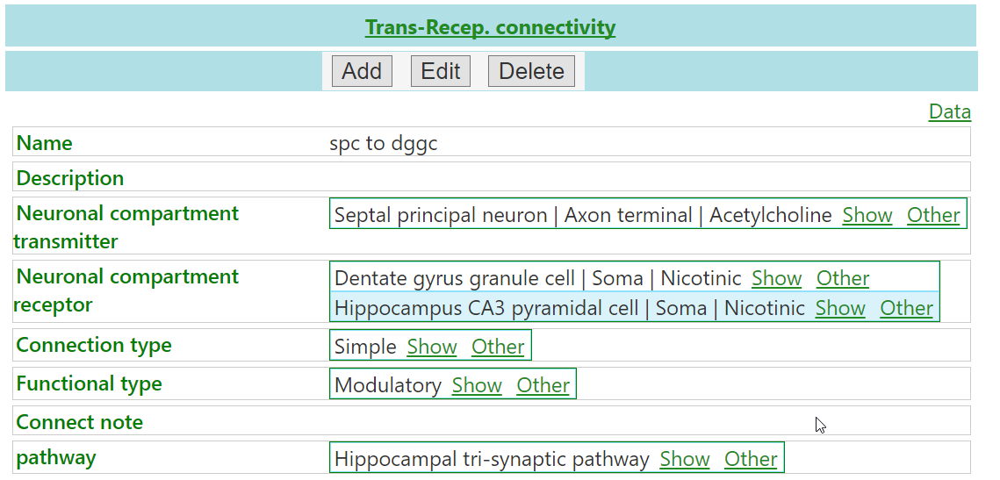 Trans-Recep. connectivity
Add Edit Delete
Data
Name spc to dggc
Description
Neuronal compartment transmitter Septal principal neuron | Axon terminal | Acetylcholine Show Other
Neuronal compartment receptor Dentate gyrus granule cell | Soma | Nicotinic Show Other
Hippocampus CA3 pyramidal cell | Soma | Nicotinic Show Other
Connection type Simple Show Other
Functional type Modulatory Show Other
Connect note
pathway Hippocampal tri-synaptic pathway Show Other